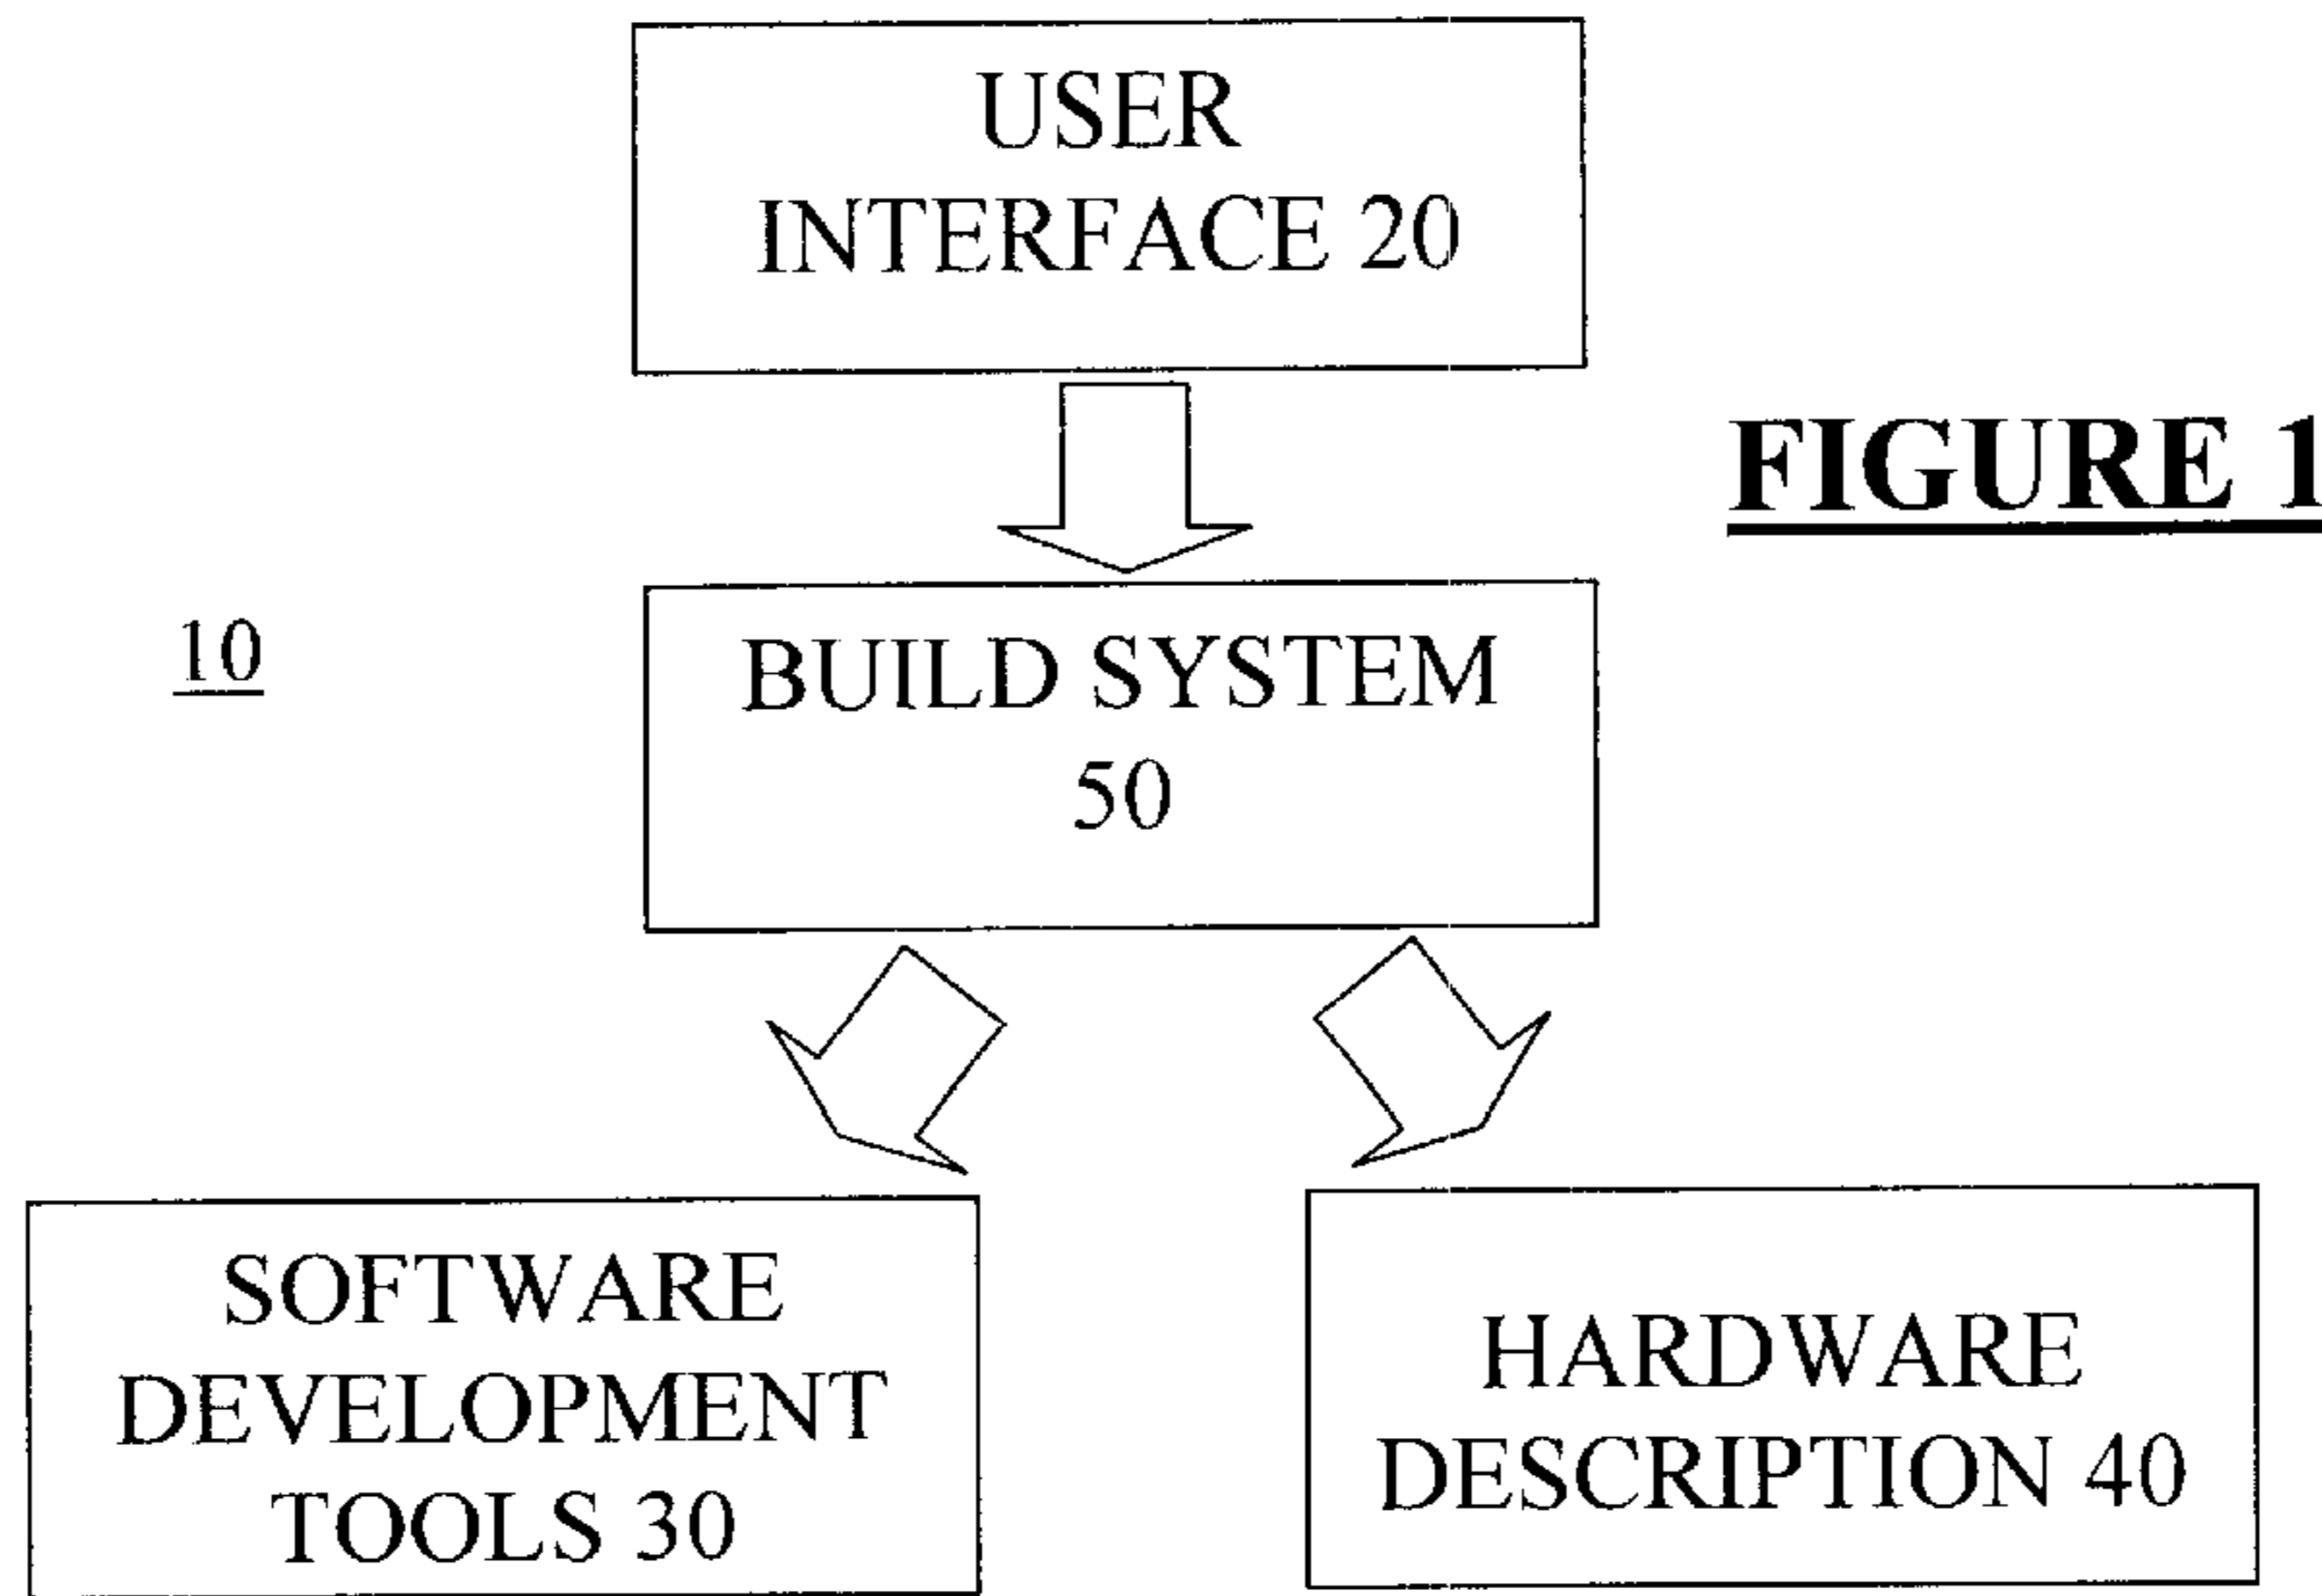 USER
INTERFACE 20
FIGURE 1
10
BUILD SYSTEM
50
SOFTWARE
DEVELOPMENT
TOOLS 30
HARDWARE
DESCRIPTION 40